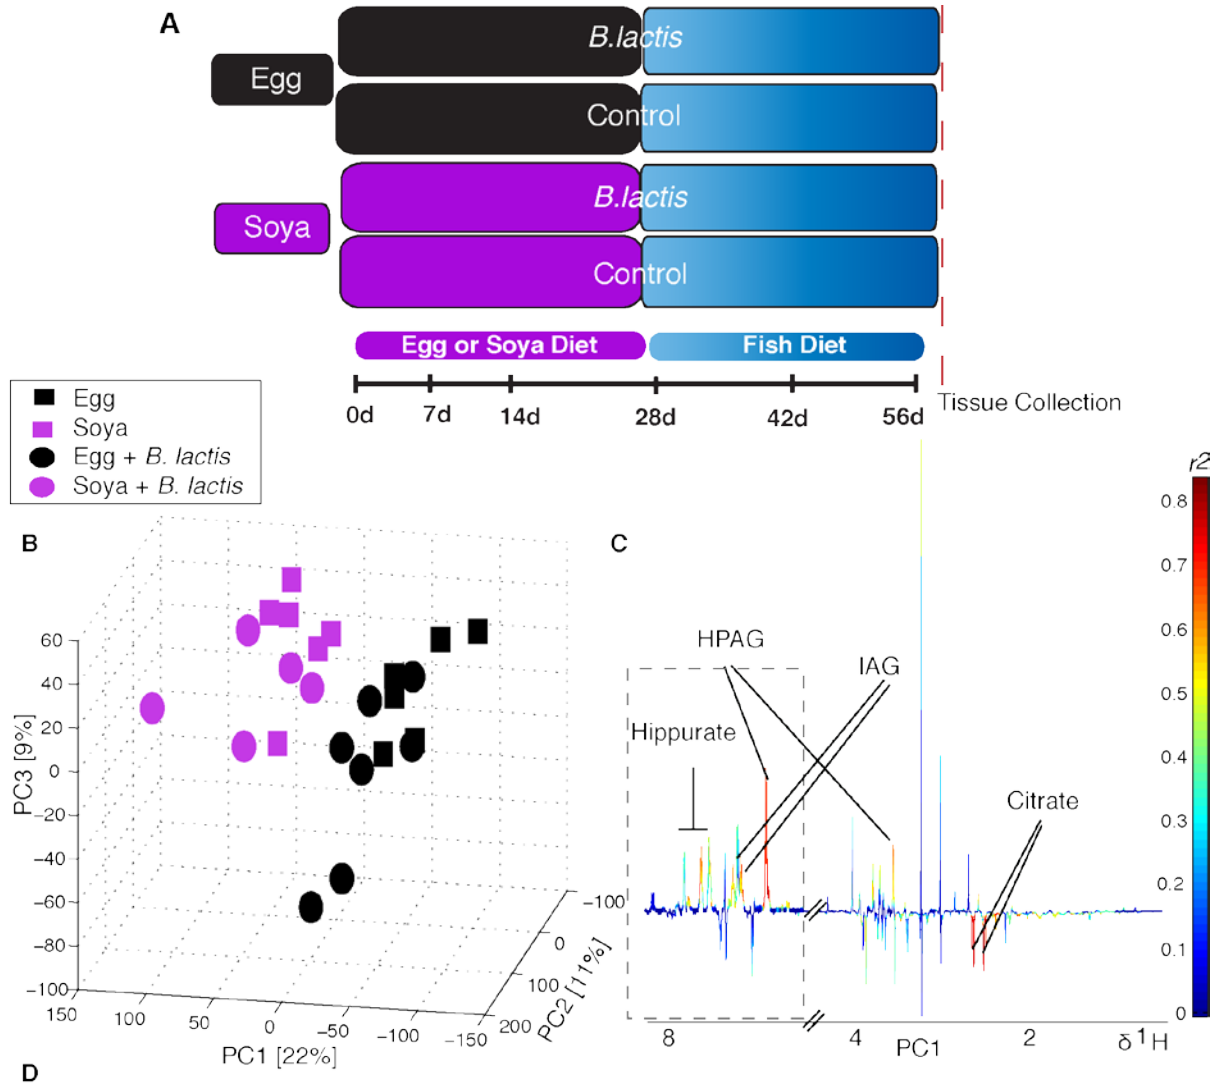 A
Egg
B.lactis
Control
Soya
B.lactis
Control
Egg or Soya Diet
Fish Diet
0d
7d
14d
28d
42d
56d
Tissue Collection
Egg
Soya
Egg + B. lactis
Soya + B. lactis
B
PC3 [9%]
60
40
20
0
−20
−40
−60
−80
−100
150
100
50
0
−50
−100
−150
PC1 [22%]
−100
0
100
200
PC2 [11%]
C
HPAG
IAG
Hippurate
Citrate
8
4
PC1
2
δ 1H
r2
0.8
0.7
0.6
0.5
0.4
0.3
0.2
0.1
0
D